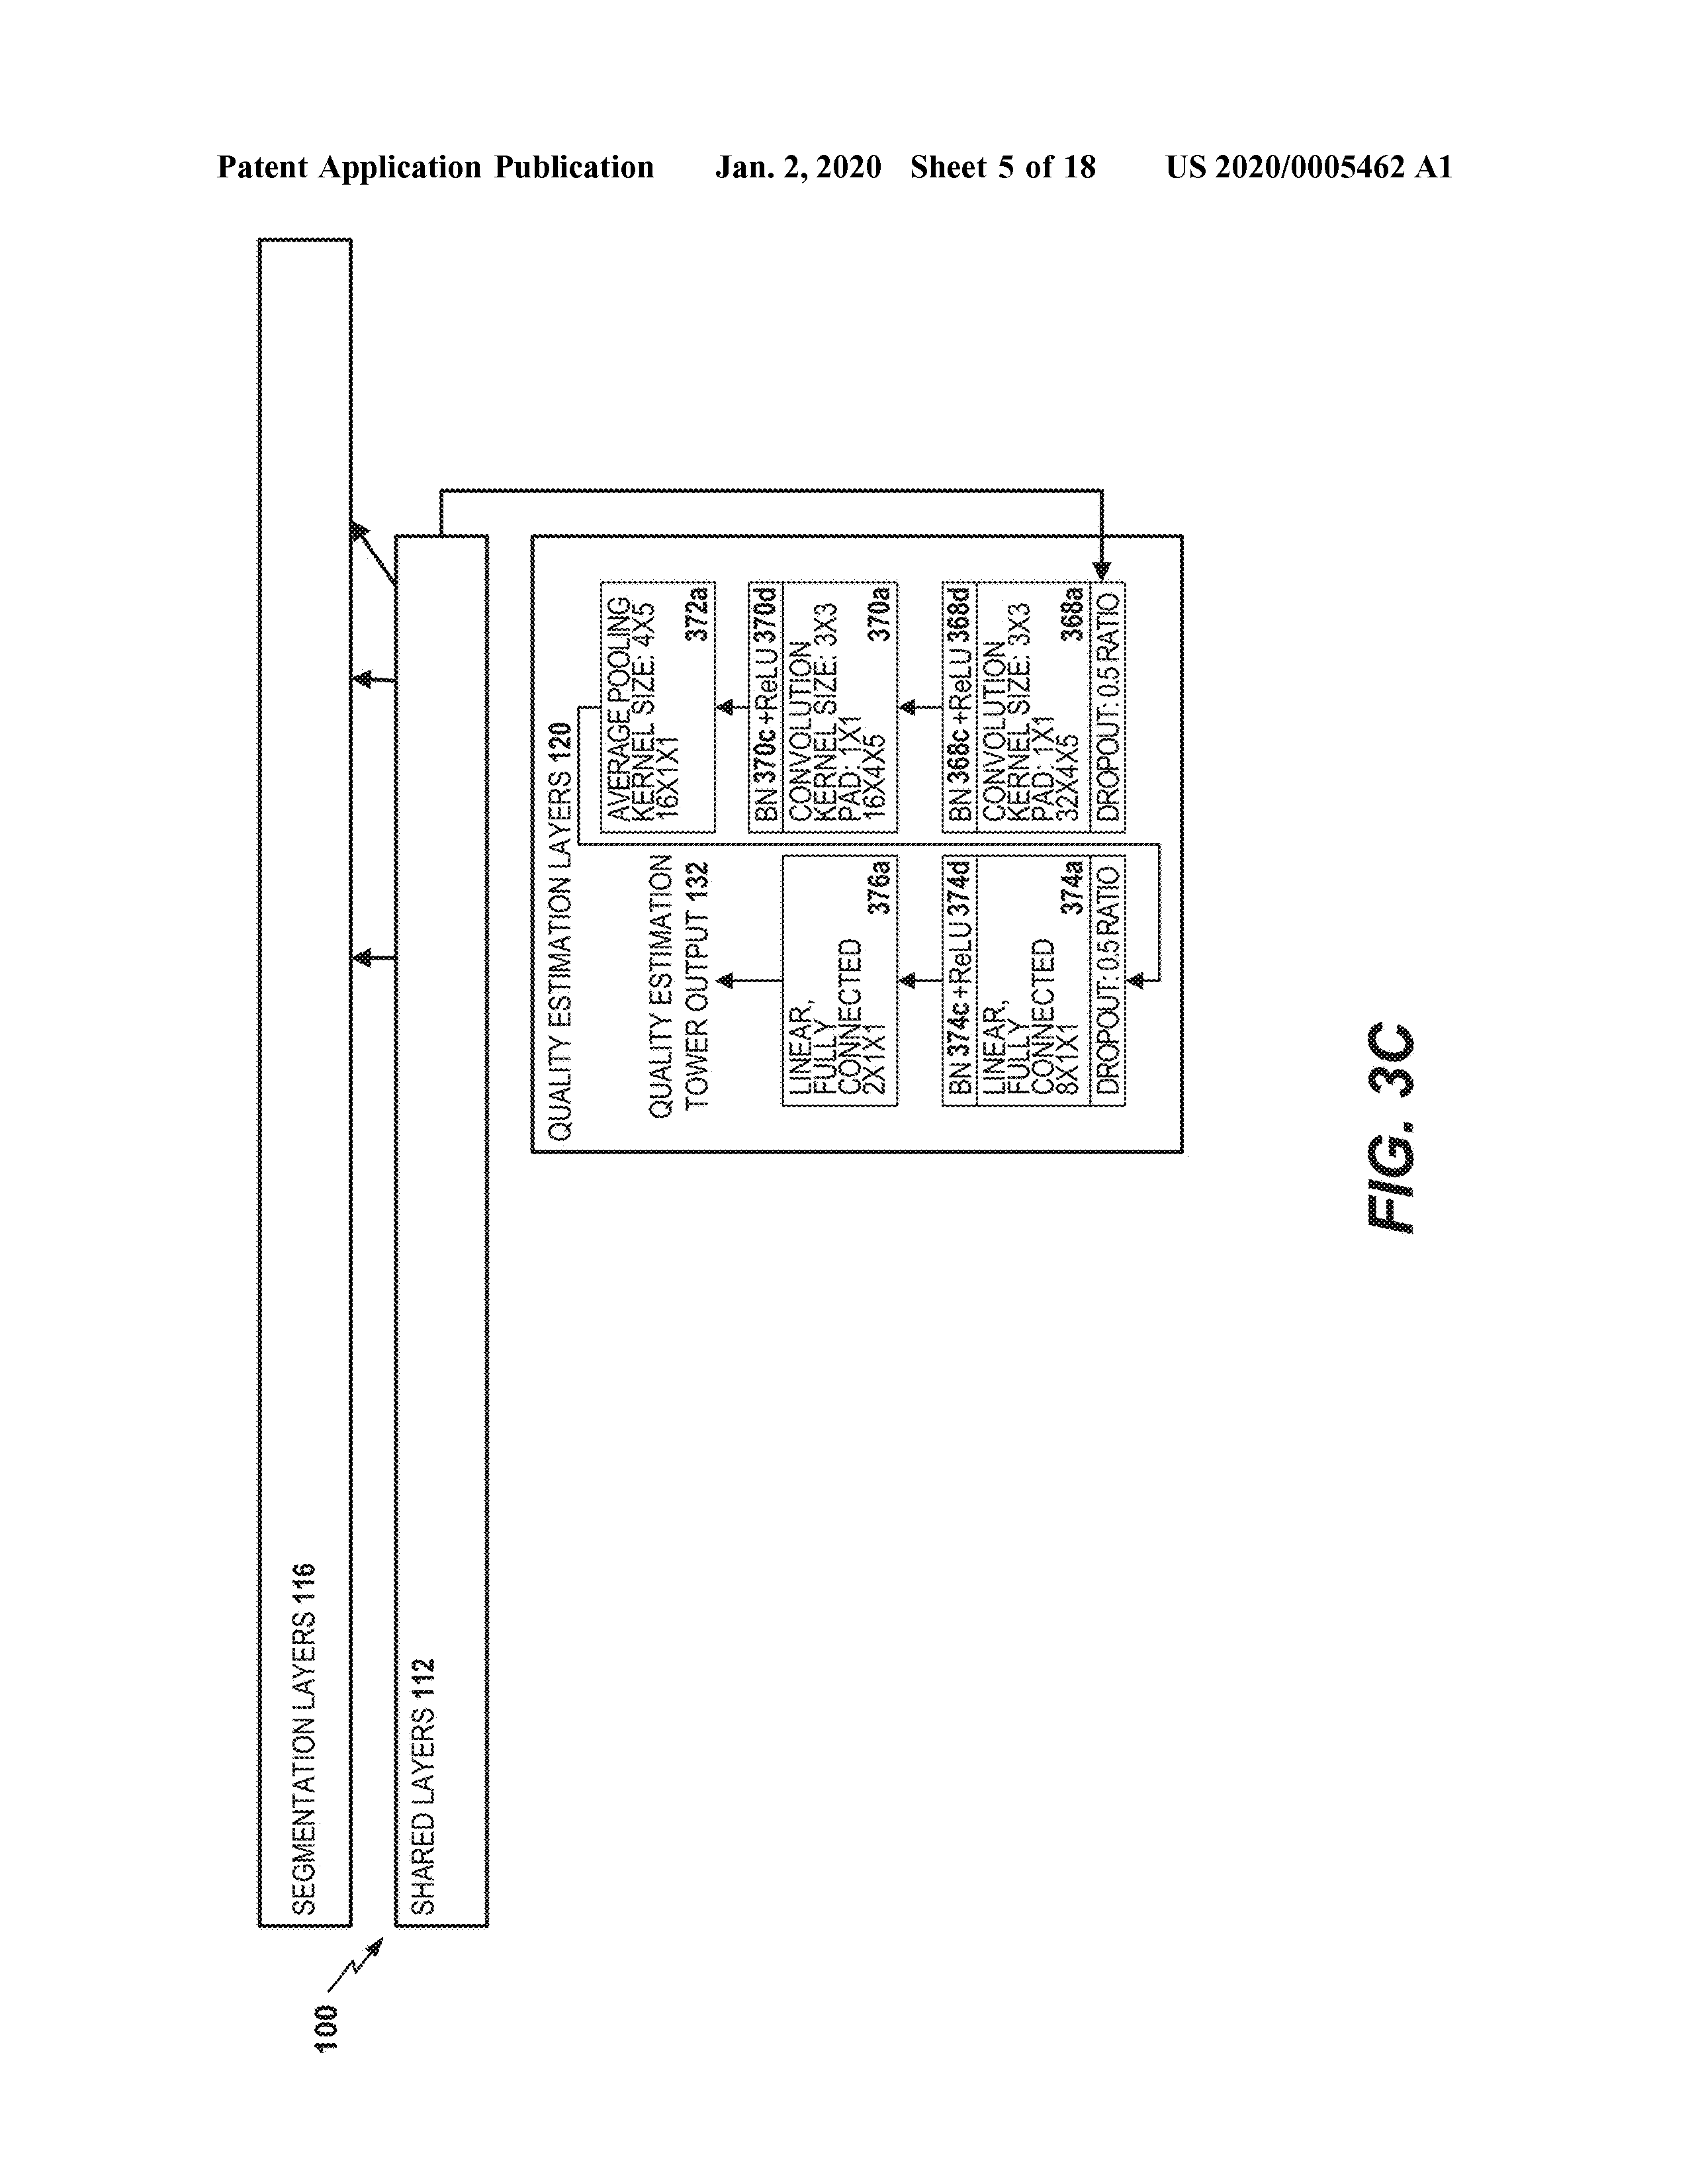 Patent Application Publication Jan. 2, 2020 Sheet 5 of 18 US 2020/0005462 A1
100
SEGMENTATION LAYERS 116
SHARED LAYERS 112
QUALITY ESTIMATION LAYERS 120
QUALITY ESTIMATION
TOWER OUTPUT 132
LINEAR,
FULLY
CONNECTED
2X1X1
376a
BN 374c +ReLU 374d
LINEAR,
FULLY
CONNECTED
8X1X1
374a
DROPOUT: 0.5 RATIO
AVERAGE POOLING
KERNEL SIZE: 4X5
16X1X1
372a
BN 370c +ReLU 370d
CONVOLUTION
KERNEL SIZE: 3X3
PAD: 1X1
16X4X5
370a
BN 368c +ReLU 368d
CONVOLUTION
KERNEL SIZE: 3X3
PAD: 1X1
32X4X5
368a
DROPOUT: 0.5 RATIO
FIG. 3C